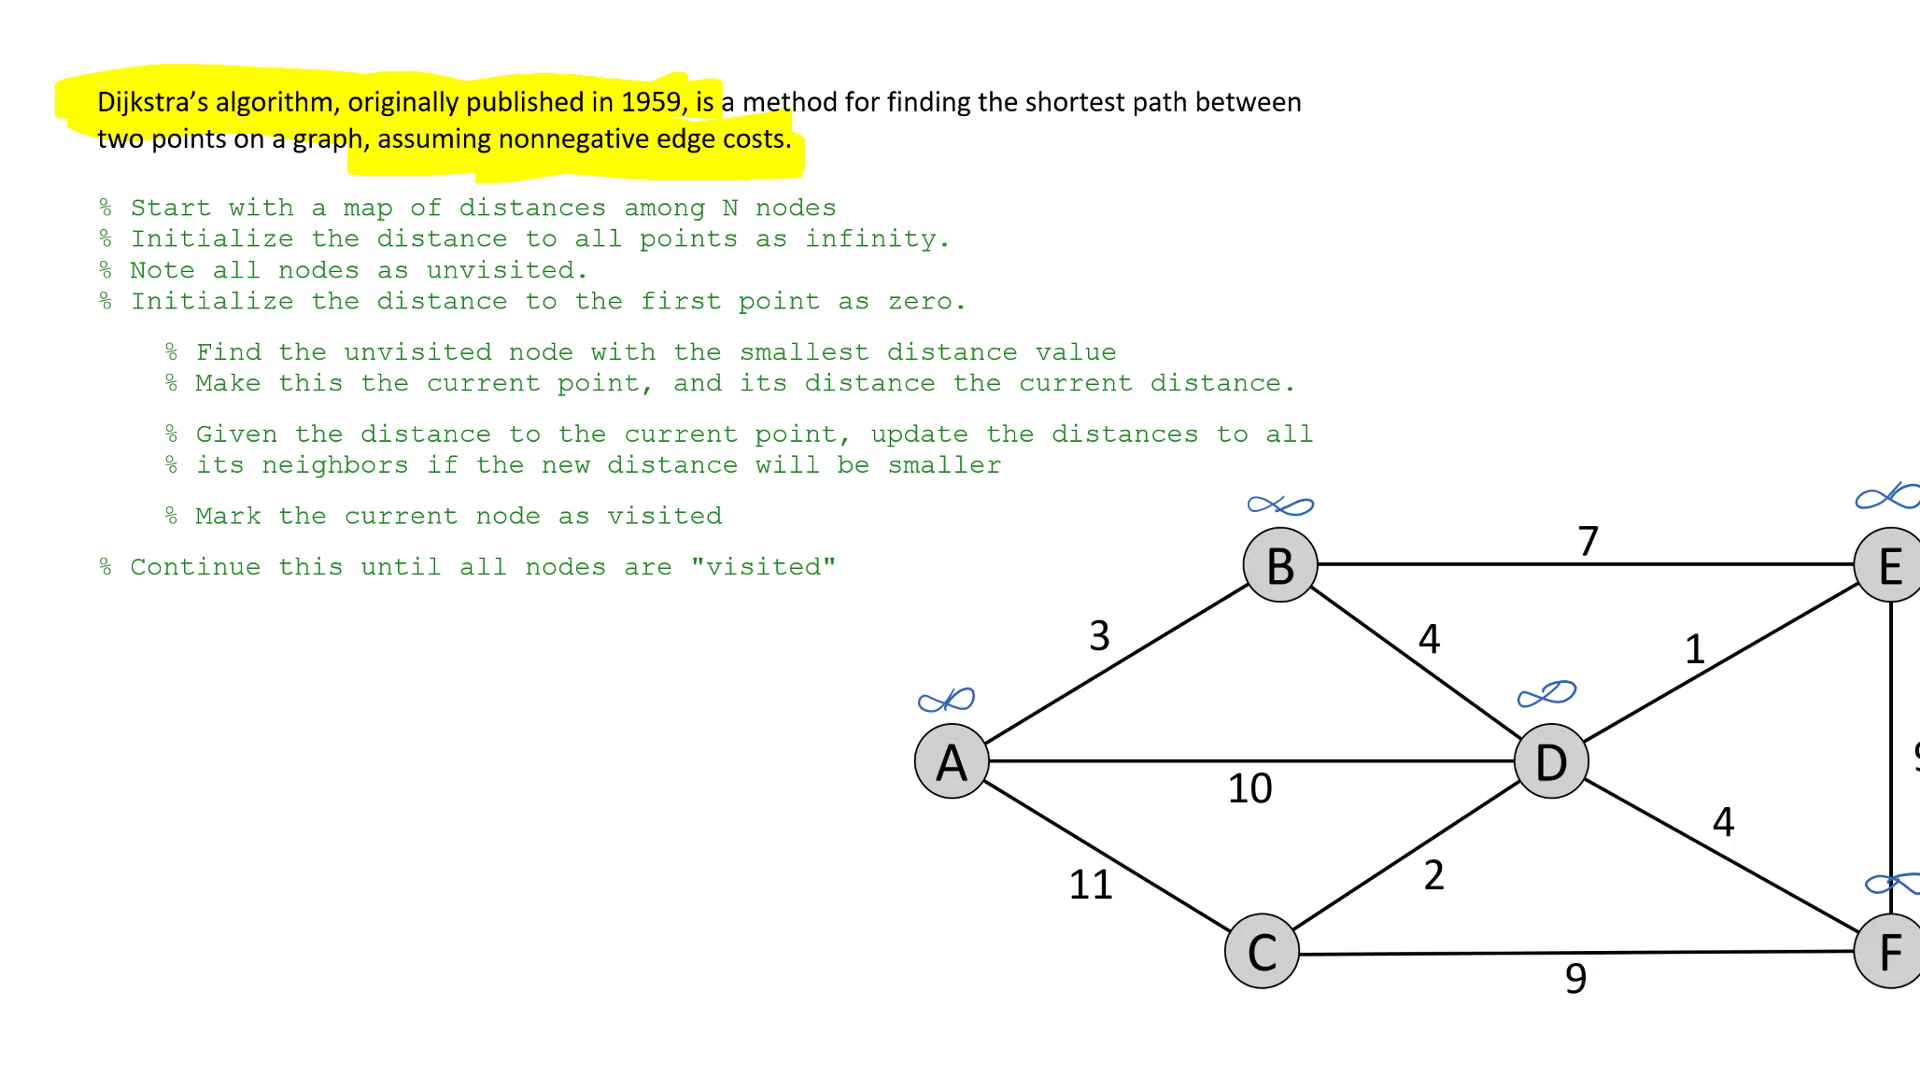 Dijkstra’s algorithm, originally published in 1959, is a method for finding the shortest path between
two points on a graph, assuming nonnegative edge costs.
% Start with a map of distances among N nodes
% Initialize the distance to all points as infinity.
% Note all nodes as unvisited.
% Initialize the distance to the first point as zero.
% Find the unvisited node with the smallest distance value
% Make this the current point, and its distance the current distance.
% Given the distance to the current point, update the distances to all
% its neighbors if the new distance will be smaller
% Mark the current node as visited
% Continue this until all nodes are "visited"
∞ ∞
7
B E
3 4 1
∞ ∞
A D
10
4
∞
11 2
C F
9